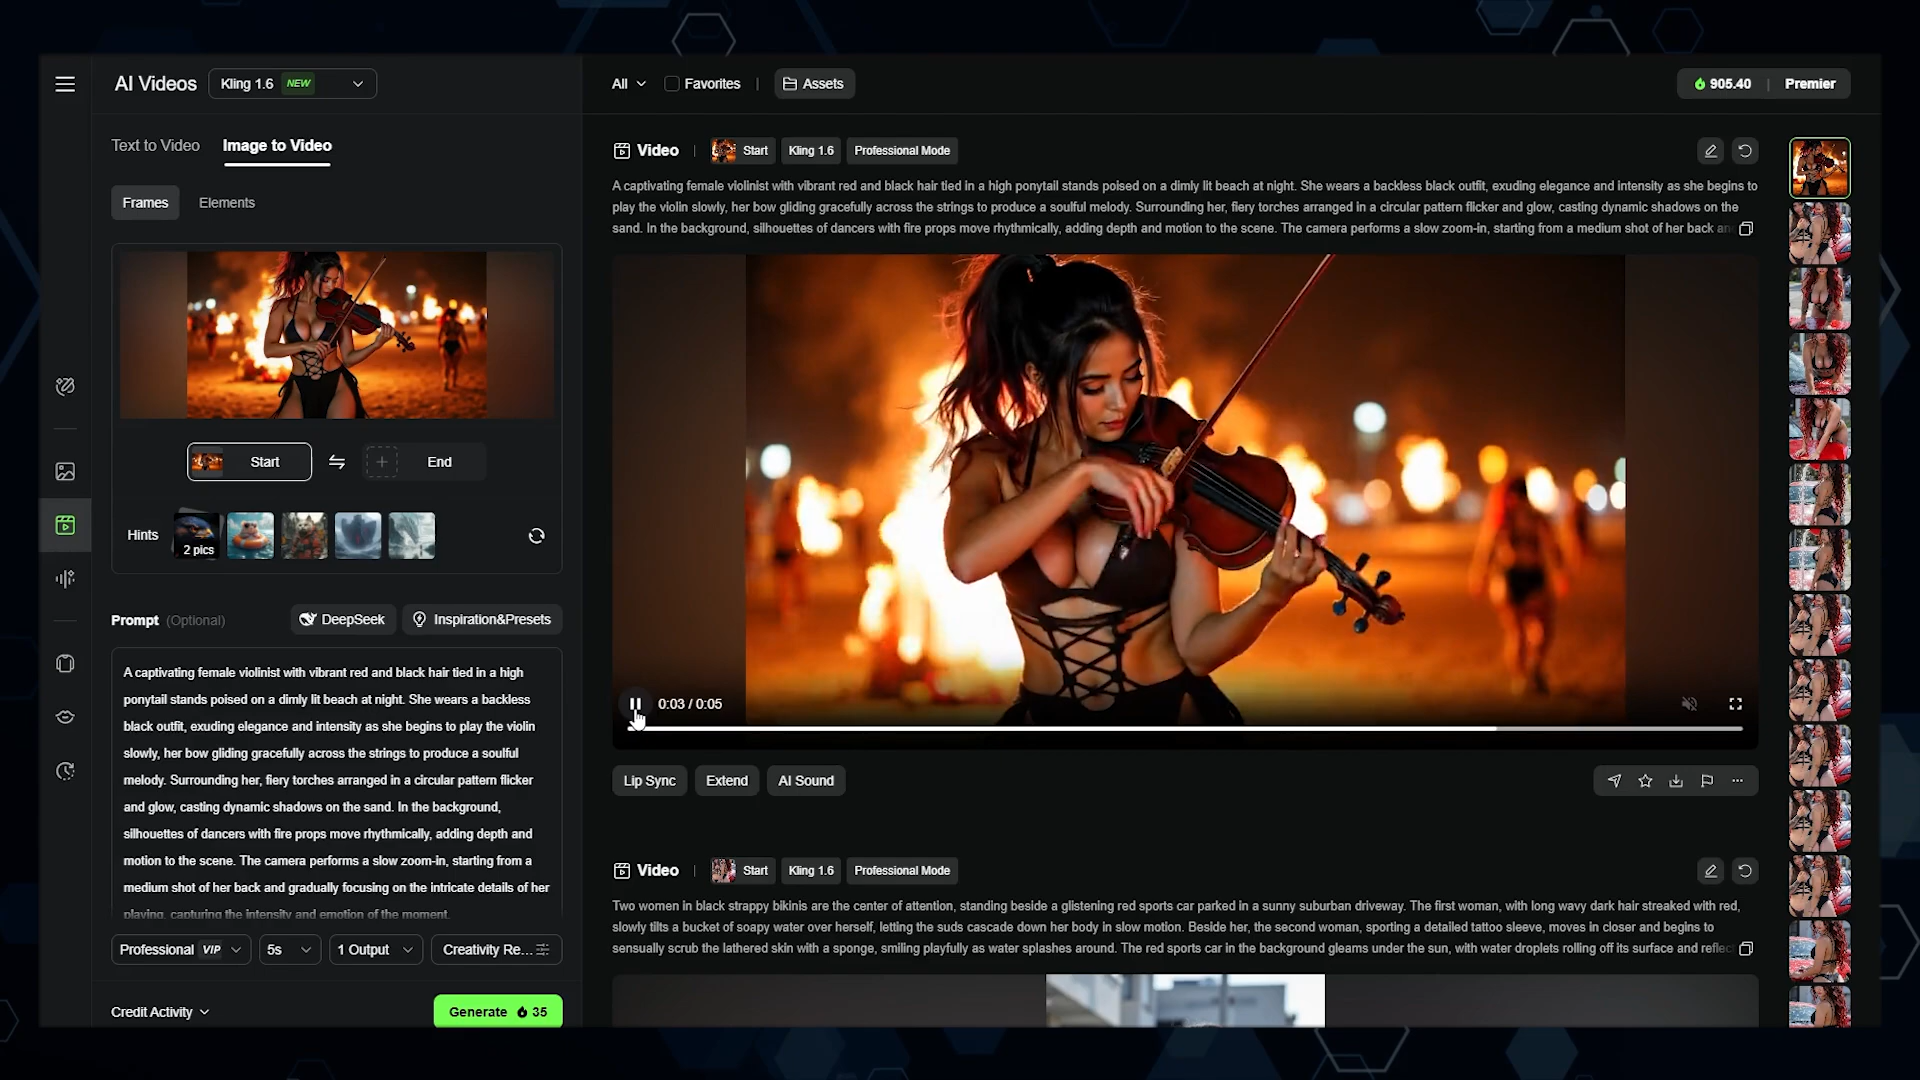 AI Videos
Kling 1.6 NEW
All
Favorites
Assets
905.40
Premier
Text to Video
Image to Video
Frames
Elements
Start
End
Hints
2 pics
Prompt (Optional)
DeepSeek
Inspiration&Presets
A captivating female violinist with vibrant red and black hair tied in a high
ponytail stands poised on a dimly lit beach at night. She wears a backless
black outfit, exuding elegance and intensity as she begins to play the violin
slowly, her bow gliding gracefully across the strings to produce a soulful
melody. Surrounding her, fiery torches arranged in a circular pattern flicker
and glow, casting dynamic shadows on the sand. In the background,
silhouettes of dancers with fire props move rhythmically, adding depth and
motion to the scene. The camera performs a slow zoom-in, starting from a
medium shot of her back and gradually focusing on the intricate details of her
playing, capturing the intensity and emotion of the moment.
Professional VIP
5s
1 Output
Creativity Re...
Credit Activity
Generate 35
Video
Start
Kling 1.6
Professional Mode
A captivating female violinist with vibrant red and black hair tied in a high ponytail stands poised on a dimly lit beach at night. She wears a backless black outfit, exuding elegance and intensity as she begins to
play the violin slowly, her bow gliding gracefully across the strings to produce a soulful melody. Surrounding her, fiery torches arranged in a circular pattern flicker and glow, casting dynamic shadows on the
sand. In the background, silhouettes of dancers with fire props move rhythmically, adding depth and motion to the scene. The camera performs a slow zoom-in, starting from a medium shot of her back an
0:03 / 0:05
Lip Sync
Extend
AI Sound
Video
Start
Kling 1.6
Professional Mode
Two women in black strappy bikinis are the center of attention, standing beside a glistening red sports car parked in a sunny suburban driveway. The first woman, with long wavy dark hair streaked with red,
slowly tilts a bucket of soapy water over herself, letting the suds cascade down her body in slow motion. Beside her, the second woman, sporting a detailed tattoo sleeve, moves in closer and begins to
sensually scrub the lathered skin with a sponge, smiling playfully as water splashes around. The red sports car in the background gleams under the sun, with water droplets rolling off its surface and reflec